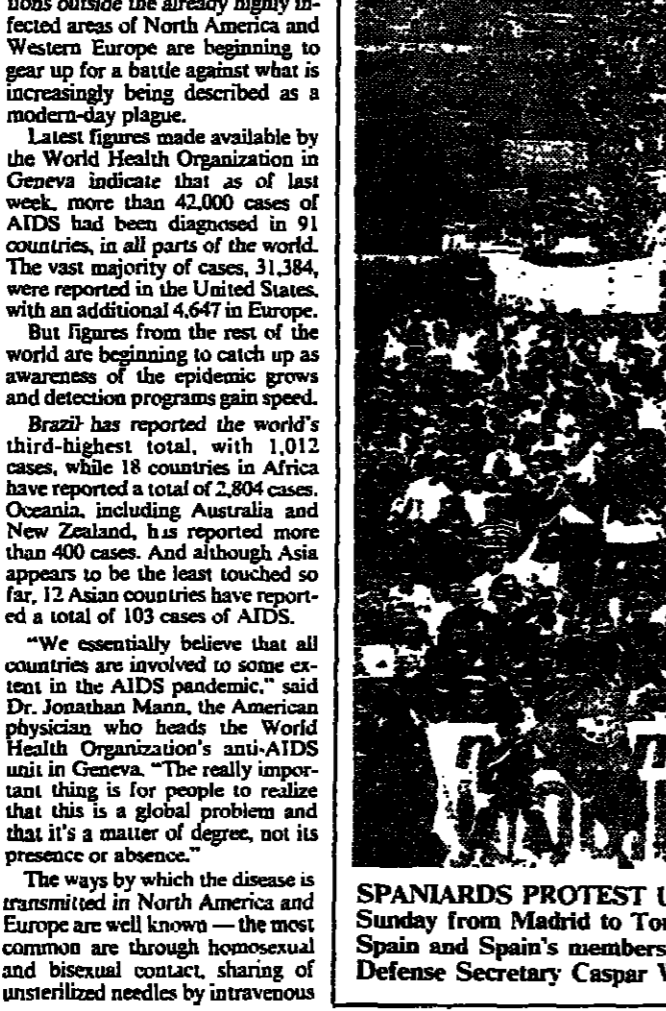 tions outside the already highly in-
fected areas of North America and
Western Europe are beginning to
gear up for a battle against what is
increasingly being described as a
modern-day plague.
Latest figures made available by
the World Health Organization in
Geneva indicate that as of last
week, more than 42,000 cases of
AIDS had been diagnosed in 91
countries, in all parts of the world.
The vast majority of cases, 31,384,
were reported in the United States,
with an additional 4,647 in Europe.
But figures from the rest of the
world are beginning to catch up as
awareness of the epidemic grows
and detection programs gain speed.
Brazil has reported the world's
third-highest total, with 1,012
cases, while 18 countries in Africa
have reported a total of 2,804 cases.
Oceania, including Australia and
New Zealand, has reported more
than 400 cases. And although Asia
appears to be the least touched so
far, 12 Asian countries have report-
ed a total of 103 cases of AIDS.
"We essentially believe that all
countries are involved to some ex-
tent in the AIDS pandemic," said
Dr. Jonathan Mann, the American
physician who heads the World
Health Organization's anti-AIDS
unit in Geneva. "The really impor-
tant thing is for people to realize
that this is a global problem and
that it's a matter of degree, not its
presence or absence."
The ways by which the disease is
transmitted in North America and
Europe are well known — the most
common are through homosexual
and bisexual contact, sharing of
unsterilized needles by intravenous
SPANIARDS PROTEST
Sunday from Madrid to
Spain and Spain's
Defense Secretary Caspar